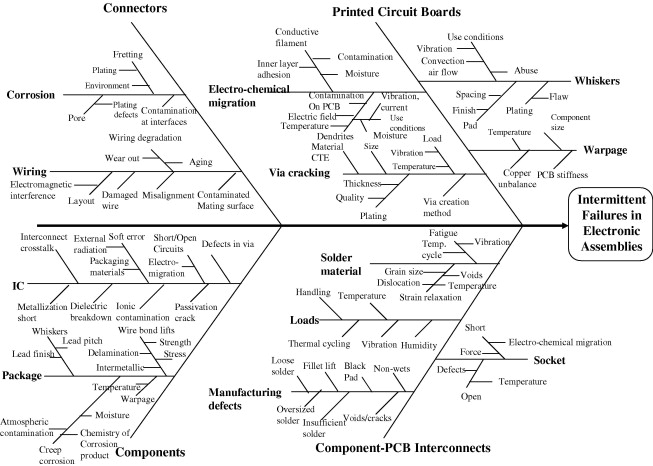 Connectors
Printed Circuit Boards
Fretting
Plating
Environment
Corrosion
Pore
Plating
defects
Contamination
at interfaces
Wiring degradation
Wear out
Aging
Wiring
Electromagnetic
interference
Layout
Damaged
wire
Misalignment
Contaminated
Mating surface
Conductive
filament
Contamination
Inner layer
adhesion
Moisture
Electro-chemical
migration
Contamination
On PCB
Vibration,
current
Electric field
Temperature
Use
conditions
Dendrites
Moisture
Material
CTE
Size
Load
Vibration
Temperature
Via cracking
Thickness
Quality
Plating
Via creation
method
Use conditions
Vibration
Convection
air flow
Abuse
Whiskers
Spacing
Finish
Pad
Plating
Flaw
Temperature
Component
size
Warpage
Copper
unbalance
PCB stiffness
Intermittent
Failures in
Electronic
Assemblies
Interconnect
crosstalk
External
radiation
Soft error
Packaging
materials
Short/Open
Circuits
Electro-
migration
Defects in via
IC
Metallization
short
Dielectric
breakdown
Ionic
contamination
Passivation
crack
Whiskers
Lead pitch
Lead finish
Wire bond lifts
Strength
Delamination
Stress
Intermetallic
Package
Temperature
Warpage
Moisture
Atmospheric
contamination
Chemistry of
Corrosion
product
Creep
corrosion
Components
Fatigue
Temp.
cycle
Vibration
Solder
material
Grain size
Dislocation
Voids
Temperature
Strain relaxation
Handling
Temperature
Loads
Thermal cycling
Vibration
Humidity
Short
Electro-chemical migration
Force
Socket
Defects
Temperature
Open
Loose
solder
Fillet lift
Black
Pad
Non-wets
Manufacturing
defects
Oversized
solder
Insufficient
solder
Voids/cracks
Component-PCB Interconnects